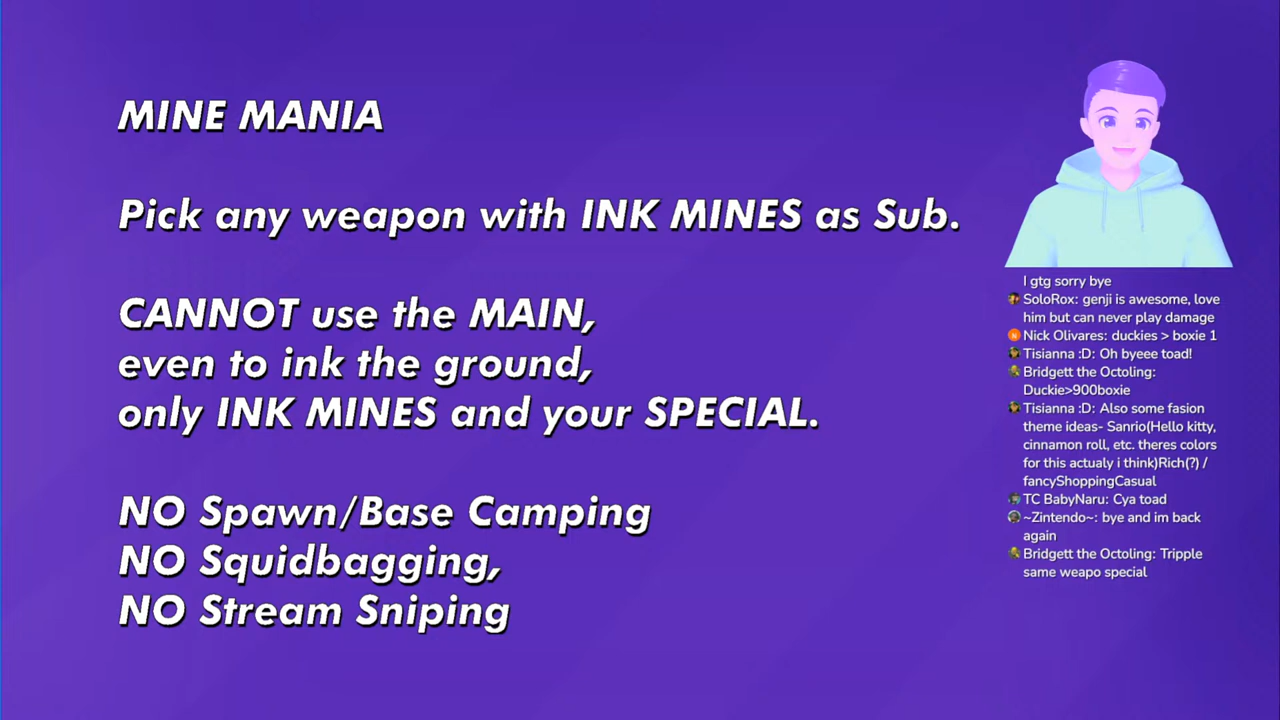 MINE MANIA
Pick any weapon with INK MINES as Sub.
CANNOT use the MAIN,
even to ink the ground,
only INK MINES and your SPECIAL.
NO Spawn/Base Camping
NO Squidbagging,
NO Stream Sniping
I gtg sorry bye
SoloRox: genji is awesome, love
him but can never play damage
N
Nick Olivares: duckies > boxie 1
Tisianna :D: Oh byeee toad!
Bridgett the Octoling:
Duckie>900boxie
Tisianna :D: Also some fasion
theme ideas- Sanrio(Hello kitty,
cinnamon roll, etc. theres colors
for this actualy i think)Rich(?) /
fancyShoppingCasual
TC BabyNaru: Cya toad
~Zintendo~: bye and im back
again
Bridgett the Octoling: Tripple
same weapo special